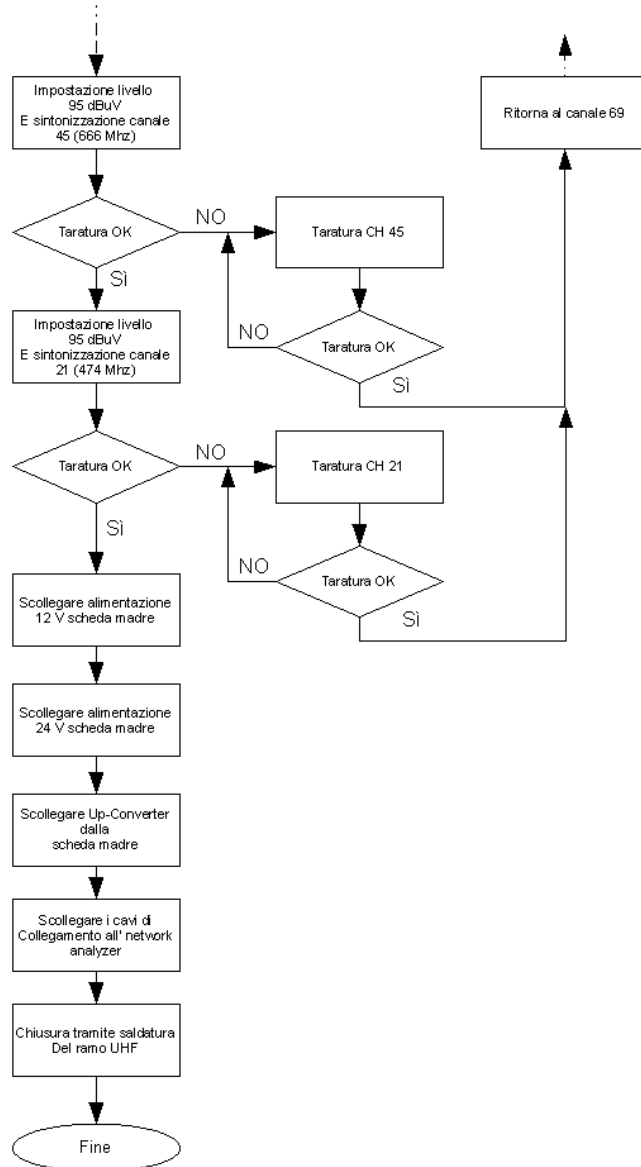 Impostazione livello
95 dBuV
E sintonizzazione canale
45 (666 Mhz)
Ritorna al canale 69
Taratura OK
NO
Taratura CH 45
Sì
Impostazione livello
95 dBuV
E sintonizzazione canale
21 (474 Mhz)
NO
Taratura OK
Sì
Taratura OK
NO
Taratura CH 21
Sì
NO
Taratura OK
Sì
Scollegare alimentazione
12 V scheda madre
Scollegare alimentazione
24 V scheda madre
Scollegare Up-Converter
dalla
scheda madre
Scollegare i cavi di
Collegamento all' network
analyzer
Chiusura tramite saldatura
Del ramo UHF
Fine